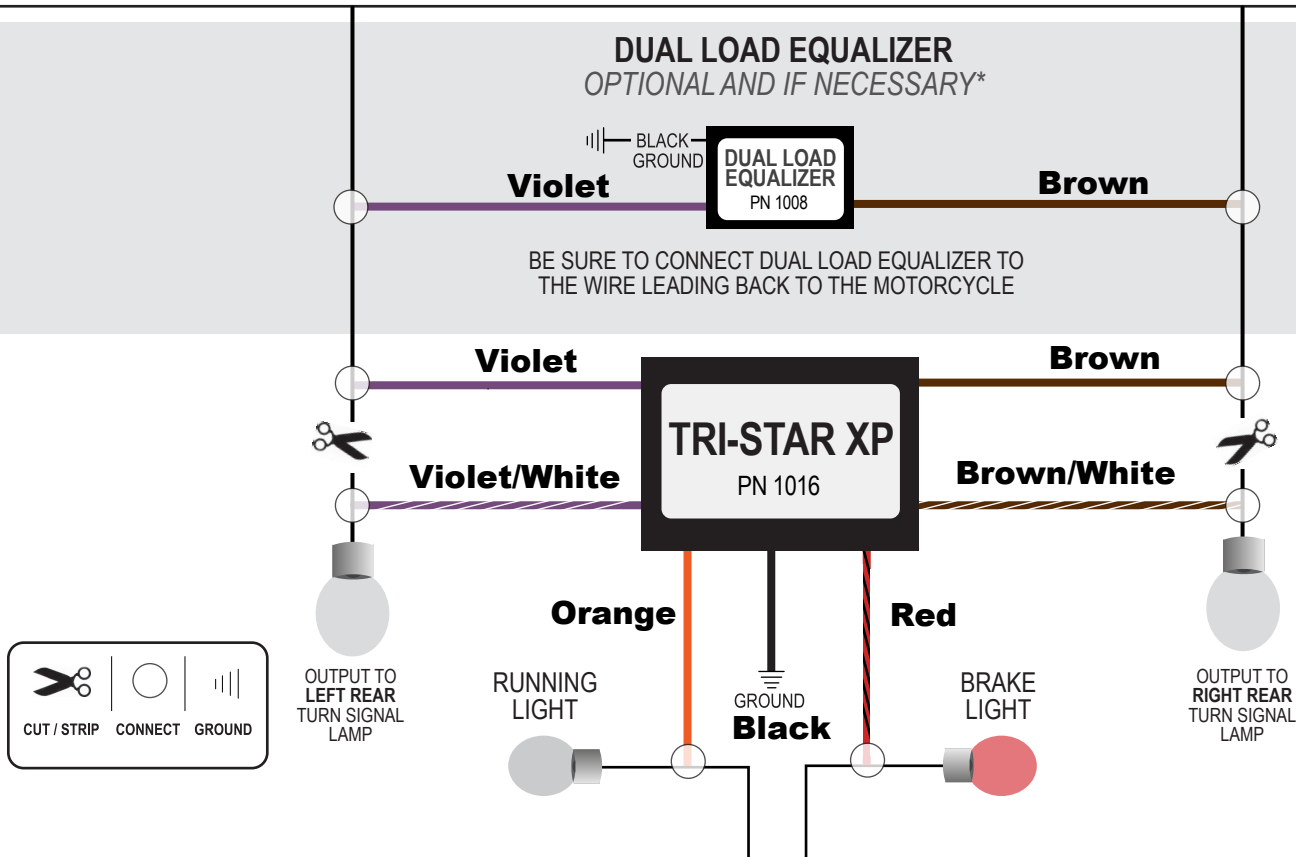 DUAL LOAD EQUALIZER
OPTIONAL AND IF NECESSARY*
BLACK
GROUND
DUAL LOAD
EQUALIZER
PN 1008
Violet
Brown
BE SURE TO CONNECT DUAL LOAD EQUALIZER TO
THE WIRE LEADING BACK TO THE MOTORCYCLE
Violet
Brown
TRI-STAR XP
PN 1016
Violet/White
Brown/White
Orange
Red
OUTPUT TO
LEFT REAR
TURN SIGNAL
LAMP
RUNNING
LIGHT
GROUND
Black
BRAKE
LIGHT
OUTPUT TO
RIGHT REAR
TURN SIGNAL
LAMP
CUT / STRIP
CONNECT
GROUND